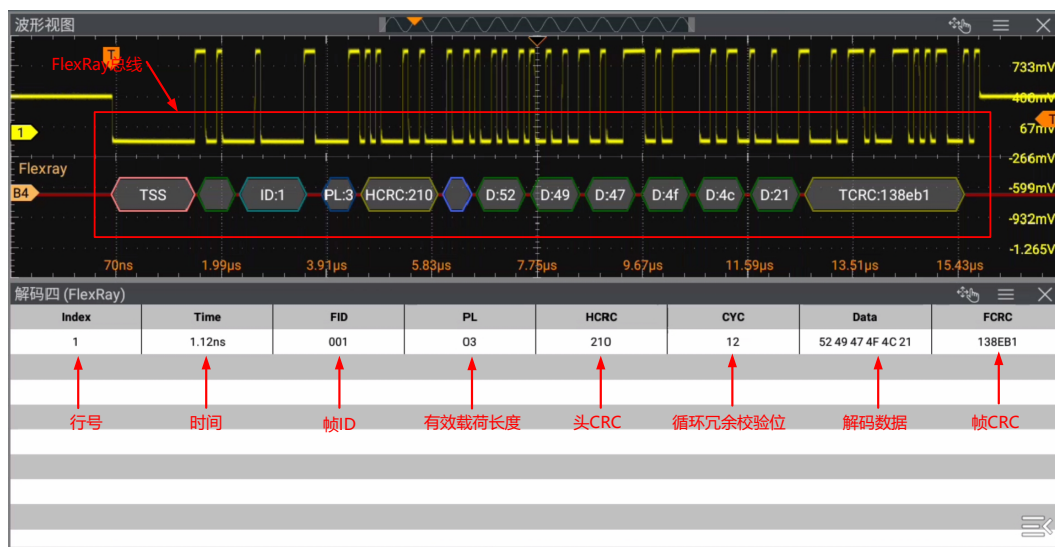 波形视图
T
FlexRay总线
733mV
400mV
1
67mV
T
-266mV
Flexray
B4
TSS ID:1 PL:3 HCRC:210 D:52 D:49 D:47 D:4f D:4c D:21 TCRC:138eb1
-599mV
-932mV
-1.265V
70ns 1.99μs 3.91μs 5.83μs 7.75μs 9.67μs 11.59μs 13.51μs 15.43μs
解码四 (FlexRay)
Index Time FID PL HCRC CYC Data FCRC
1 1.12ns 001 03 210 12 52 49 47 4F 4C 21 138EB1
行号 时间 帧ID 有效载荷长度 头CRC 循环冗余校验位 解码数据 帧CRC